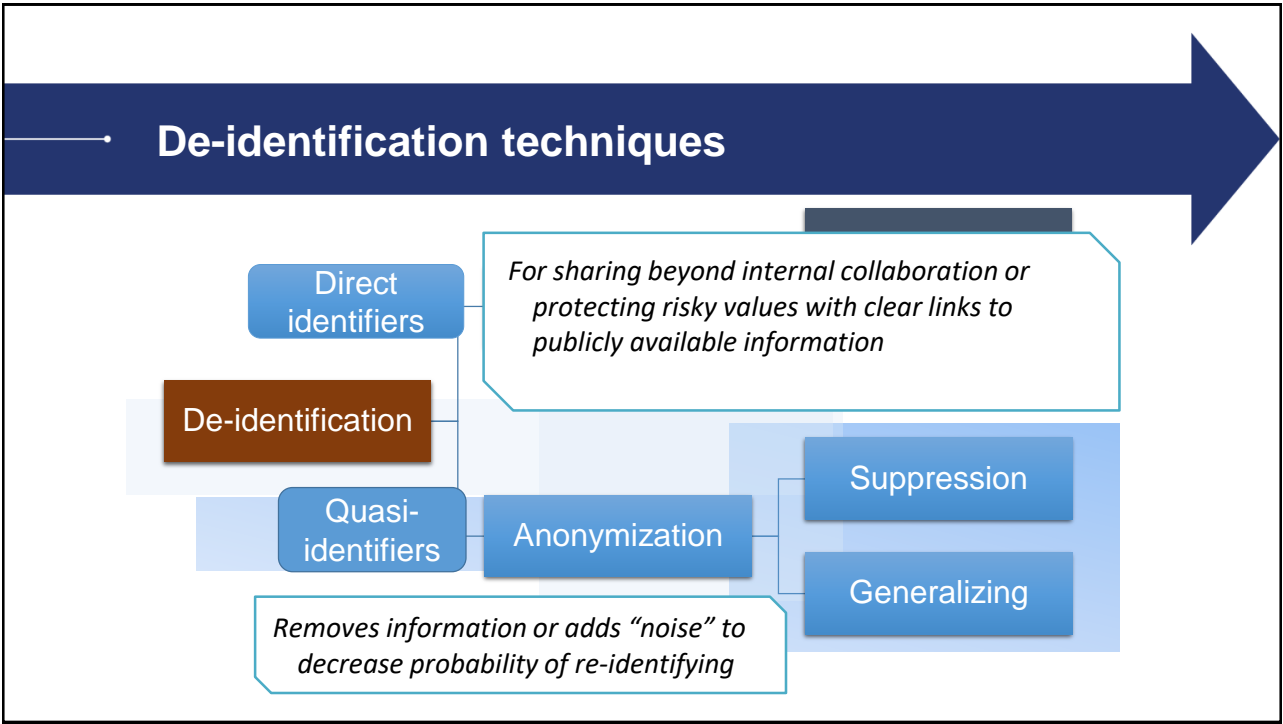 De-identification techniques
For sharing beyond internal collaboration or
protecting risky values with clear links to
publicly available information
Direct
identifiers
De-identification
Quasi-
identifiers
Anonymization
Suppression
Generalizing
Removes information or adds “noise” to
decrease probability of re-identifying